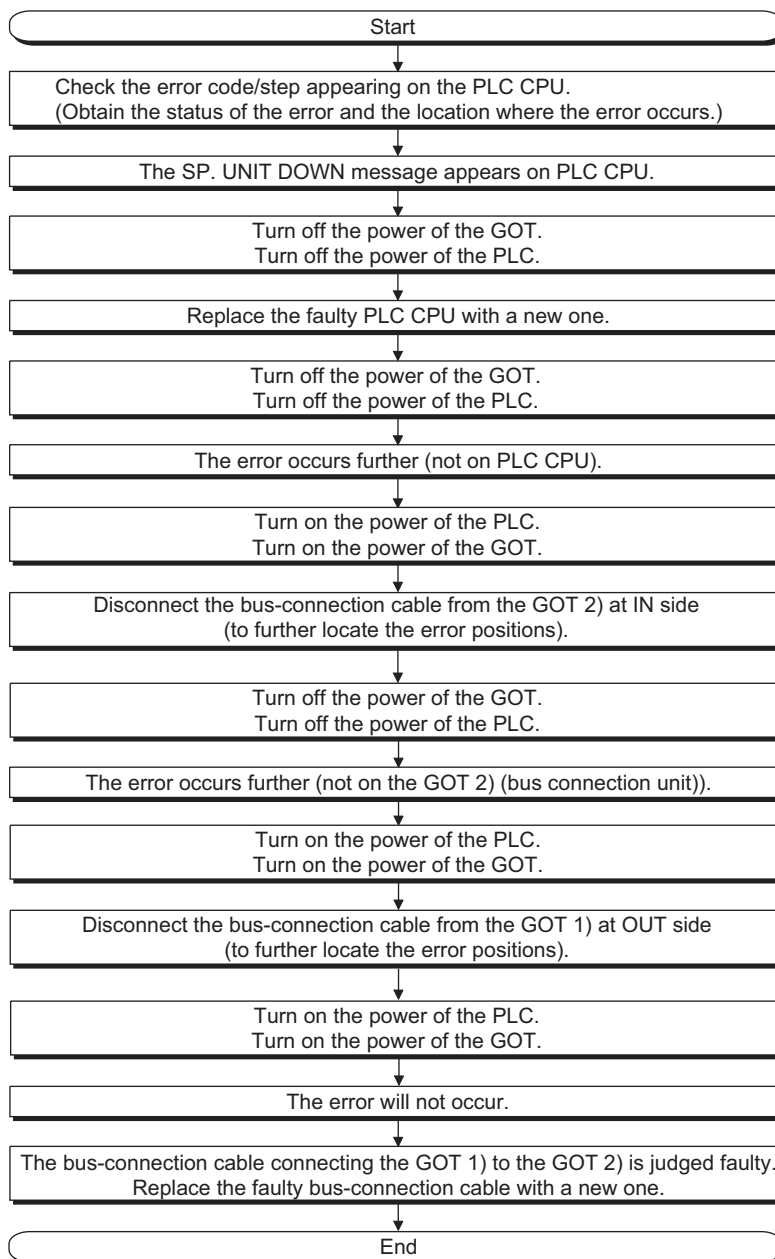 Start
Check the error code/step appearing on the PLC CPU.
(Obtain the status of the error and the location where the error occurs.)
The SP. UNIT DOWN message appears on PLC CPU.
Turn off the power of the GOT.
Turn off the power of the PLC.
Replace the faulty PLC CPU with a new one.
Turn off the power of the GOT.
Turn off the power of the PLC.
The error occurs further (not on PLC CPU).
Turn on the power of the PLC.
Turn on the power of the GOT.
Disconnect the bus-connection cable from the GOT 2) at IN side
(to further locate the error positions).
Turn off the power of the GOT.
Turn off the power of the PLC.
The error occurs further (not on the GOT 2) (bus connection unit)).
Turn on the power of the PLC.
Turn on the power of the GOT.
Disconnect the bus-connection cable from the GOT 1) at OUT side
(to further locate the error positions).
Turn on the power of the PLC.
Turn on the power of the GOT.
The error will not occur.
The bus-connection cable connecting the GOT 1) to the GOT 2) is judged faulty.
Replace the faulty bus-connection cable with a new one.
End